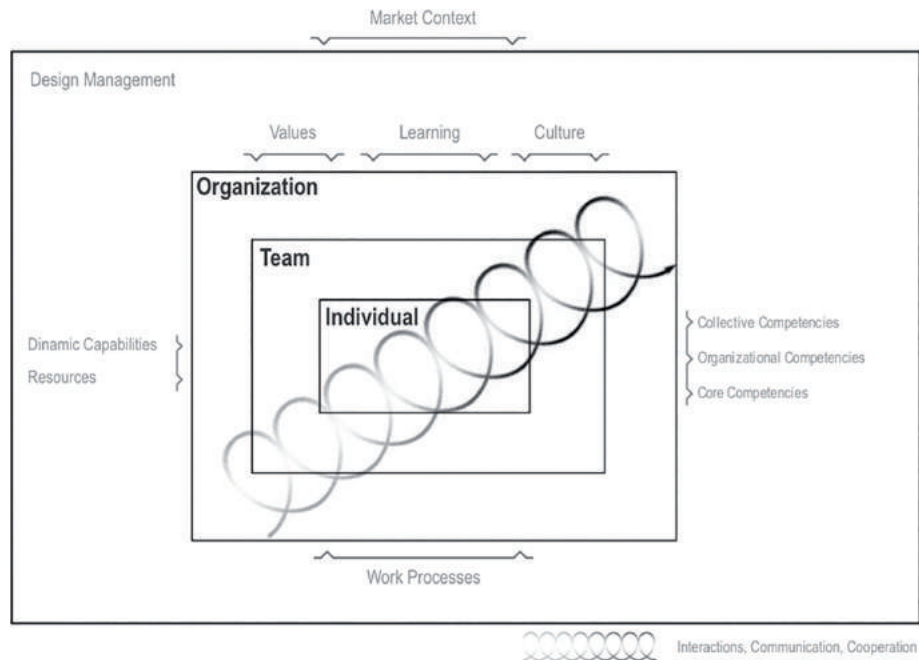 Market Context
Design Management
Values
Learning
Culture
Organization
Team
Individual
Dinamic Capabilities
Resources
Collective Competencies
Organizational Competencies
Core Competencies
Work Processes
Interactions, Communication, Cooperation